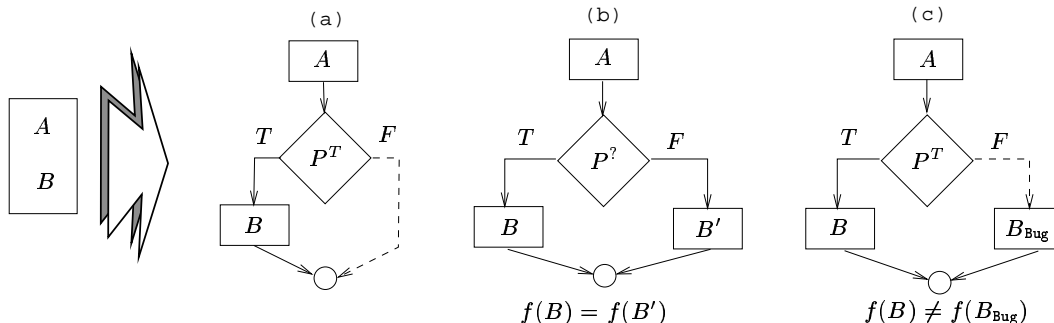 (a) (b) (c)
A A A
A
T F T F T F
P^T P^? P^T
B
B B B' B B_Bug
f(B) = f(B') f(B) ≠ f(B_Bug)